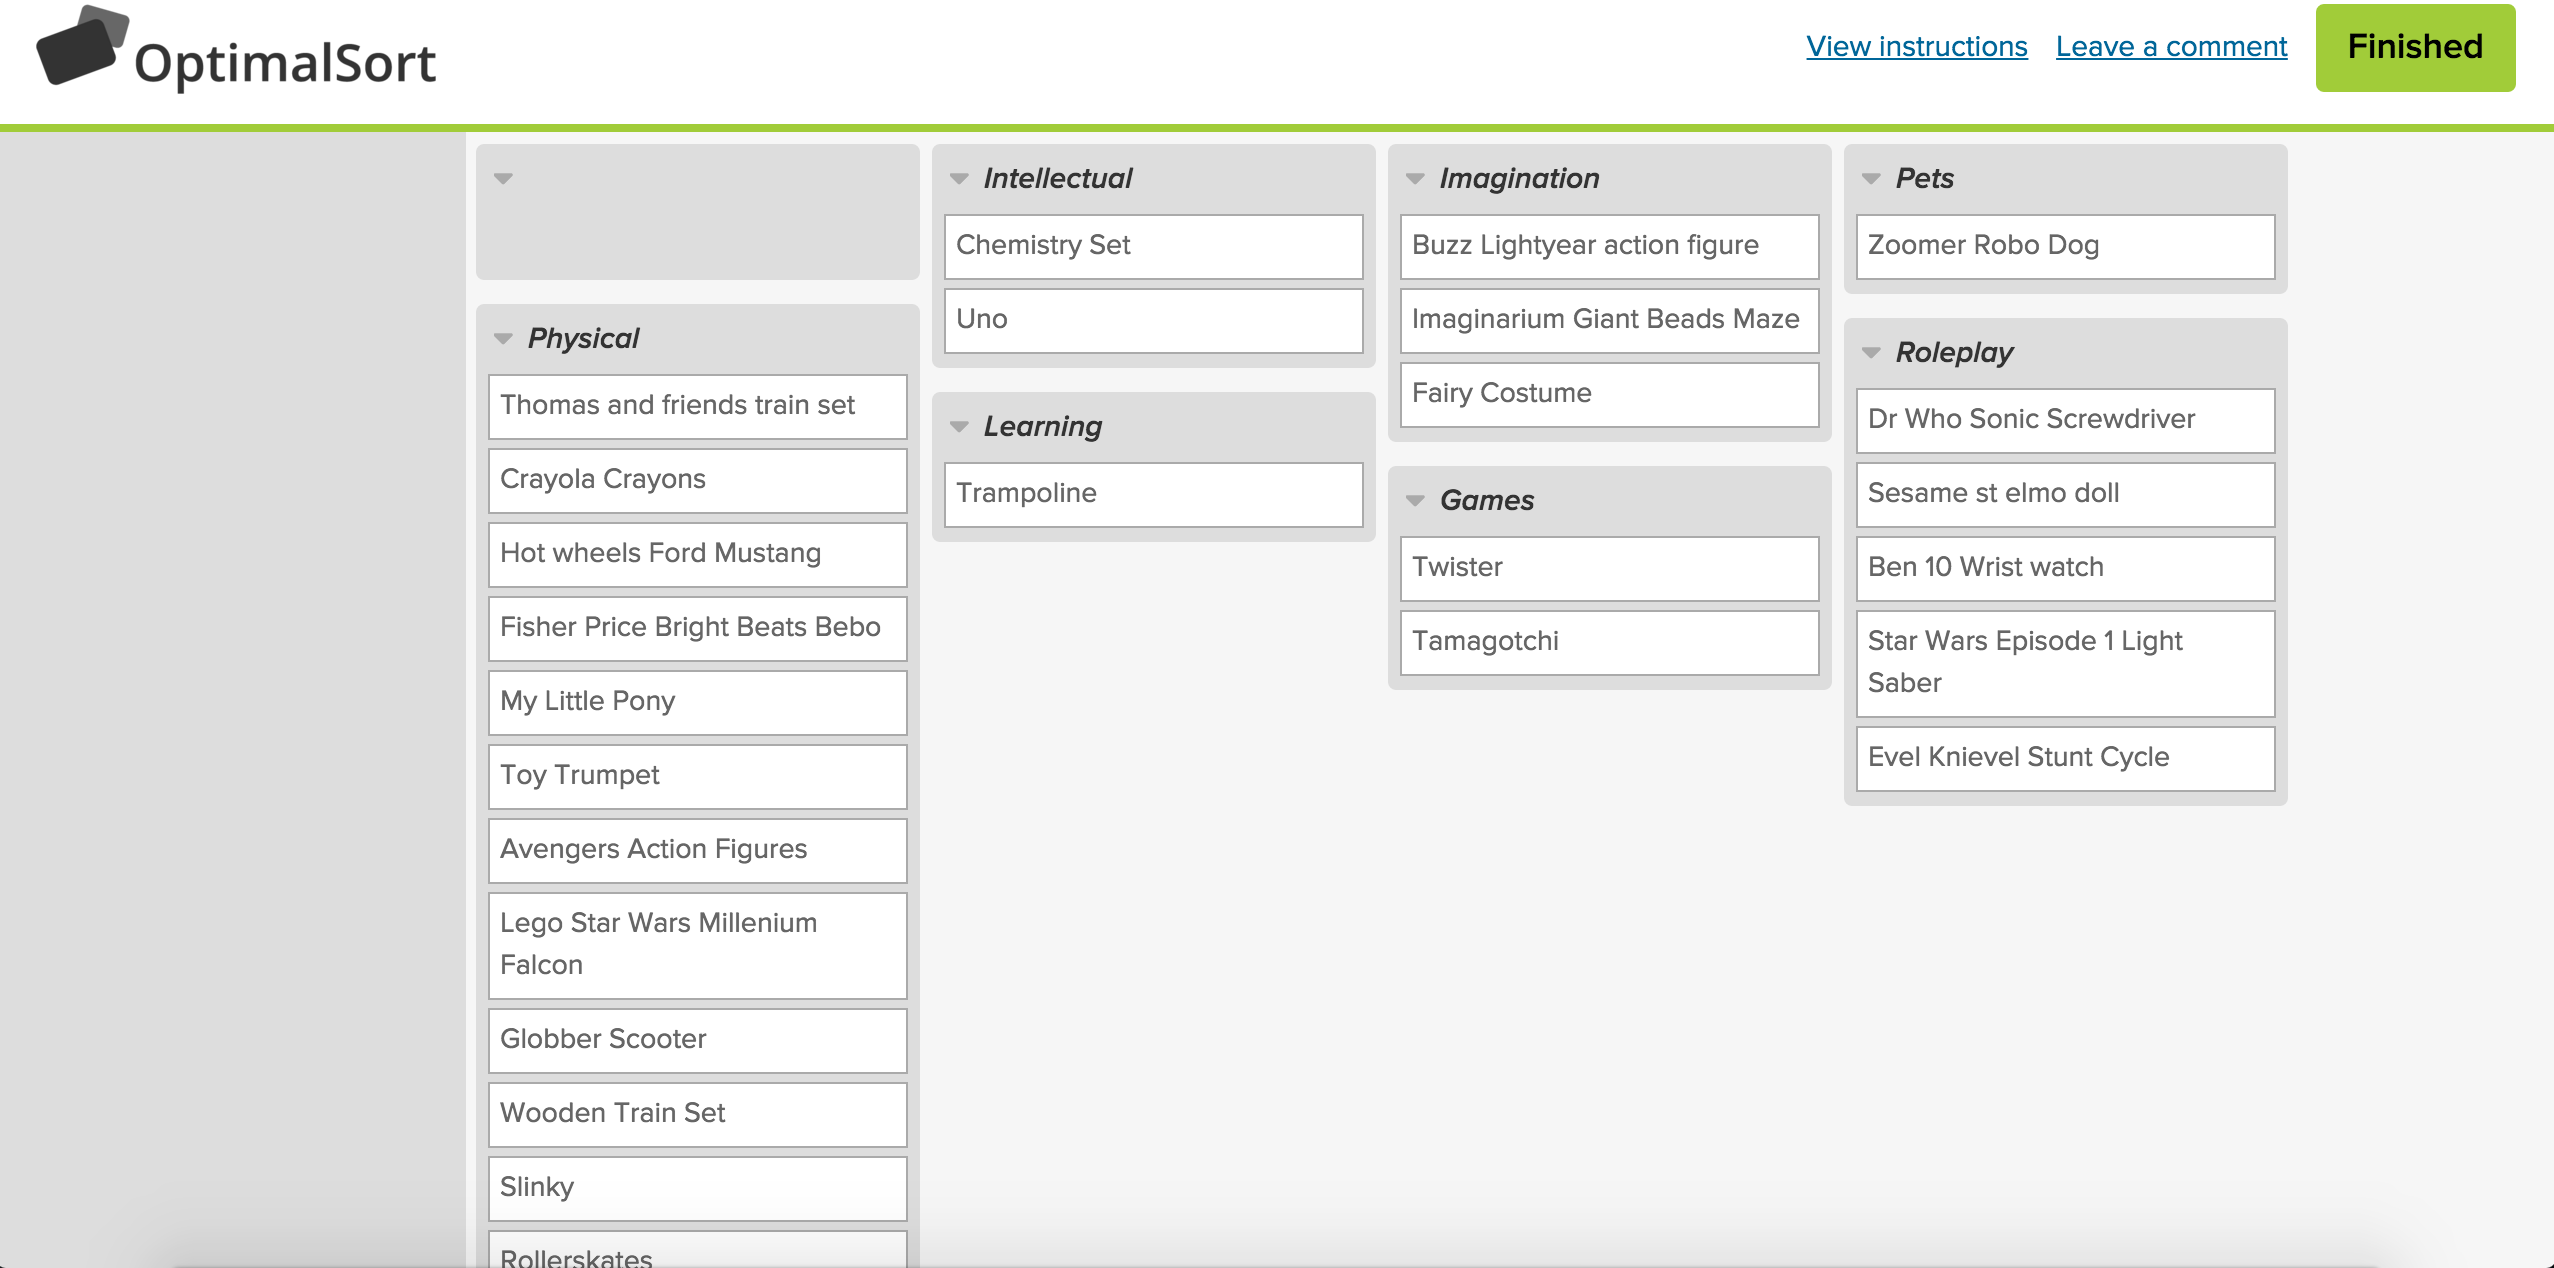 OptimalSort
View instructions
Leave a comment
Finished
Physical
Thomas and friends train set
Crayola Crayons
Hot wheels Ford Mustang
Fisher Price Bright Beats Bebo
My Little Pony
Toy Trumpet
Avengers Action Figures
Lego Star Wars Millenium
Falcon
Globber Scooter
Wooden Train Set
Slinky
Rollerskates
Intellectual
Chemistry Set
Uno
Learning
Trampoline
Imagination
Buzz Lightyear action figure
Imaginarium Giant Beads Maze
Fairy Costume
Games
Twister
Tamagotchi
Pets
Zoomer Robo Dog
Roleplay
Dr Who Sonic Screwdriver
Sesame st elmo doll
Ben 10 Wrist watch
Star Wars Episode 1 Light
Saber
Evel Knievel Stunt Cycle